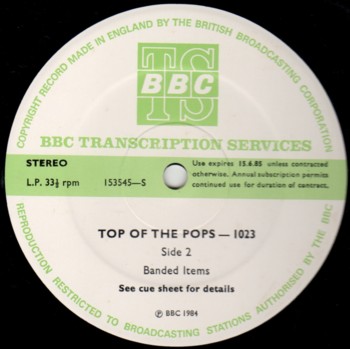 COPYRIGHT RECORD MADE IN ENGLAND BY THE BRITISH BROADCASTING CORPORATION
TS
BBC
BBC TRANSCRIPTION SERVICES
STEREO
L.P. 33⅓ rpm
153545—S
Use expires 15.6.85 unless contracted
otherwise. Annual subscription permits
continued use for duration of contract.
TOP OF THE POPS — 1023
Side 2
Banded Items
See cue sheet for details
℗ BBC 1984
REPRODUCTION RESTRICTED TO BROADCASTING STATIONS AUTHORISED BY THE BBC